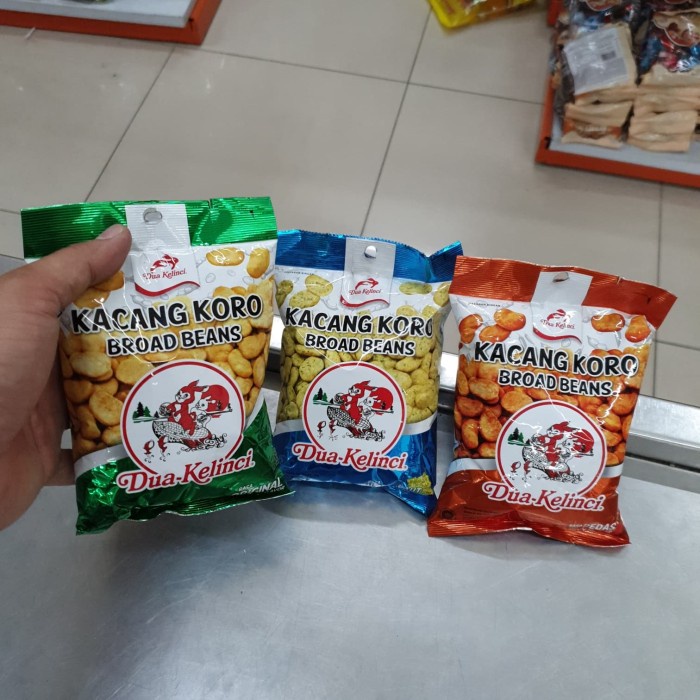 Dua Kelinci
KACANG KORO
BROAD BEANS
Dua-Kelinci
ORIGINAL
Dua Kelinci
KACANG KORO
BROAD BEANS
Dua-Kelinci
Dua Kelinci
KACANG KORO
BROAD BEANS
Dua-Kelinci
PEDAS